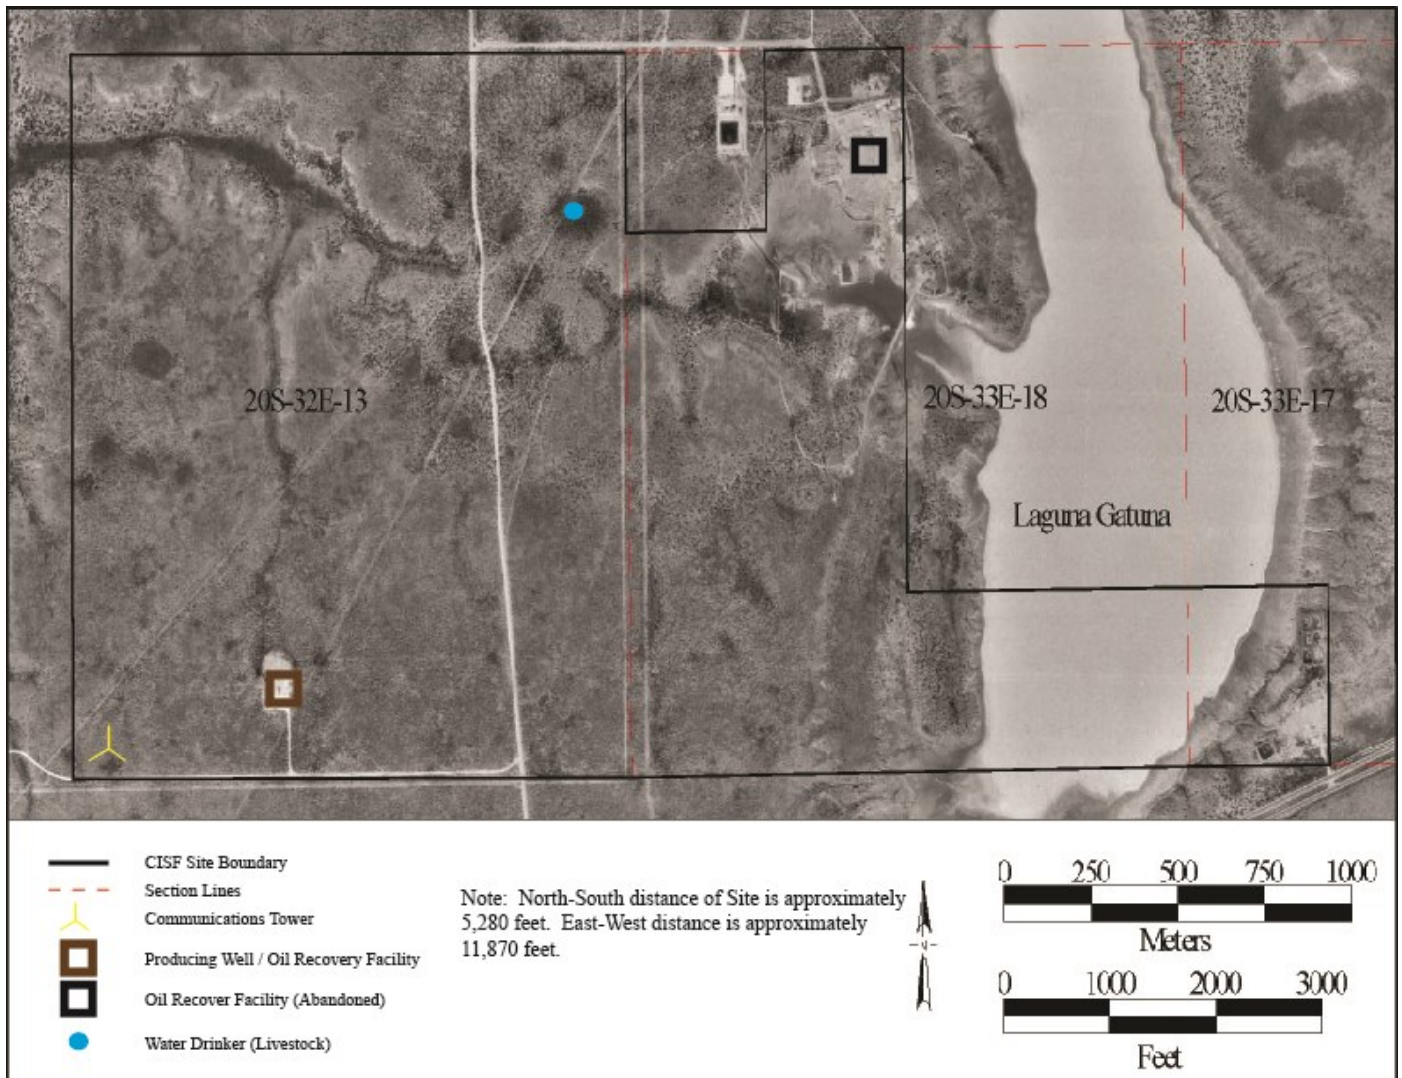 20S-32E-13
20S-33E-18
20S-33E-17
Laguna Gatuna
CISF Site Boundary
Section Lines
Communications Tower
Producing Well / Oil Recovery Facility
Oil Recover Facility (Abandoned)
Water Drinker (Livestock)
Note: North-South distance of Site is approximately
5,280 feet. East-West distance is approximately
11,870 feet.
N
0 250 500 750 1000
Meters
0 1000 2000 3000
Feet